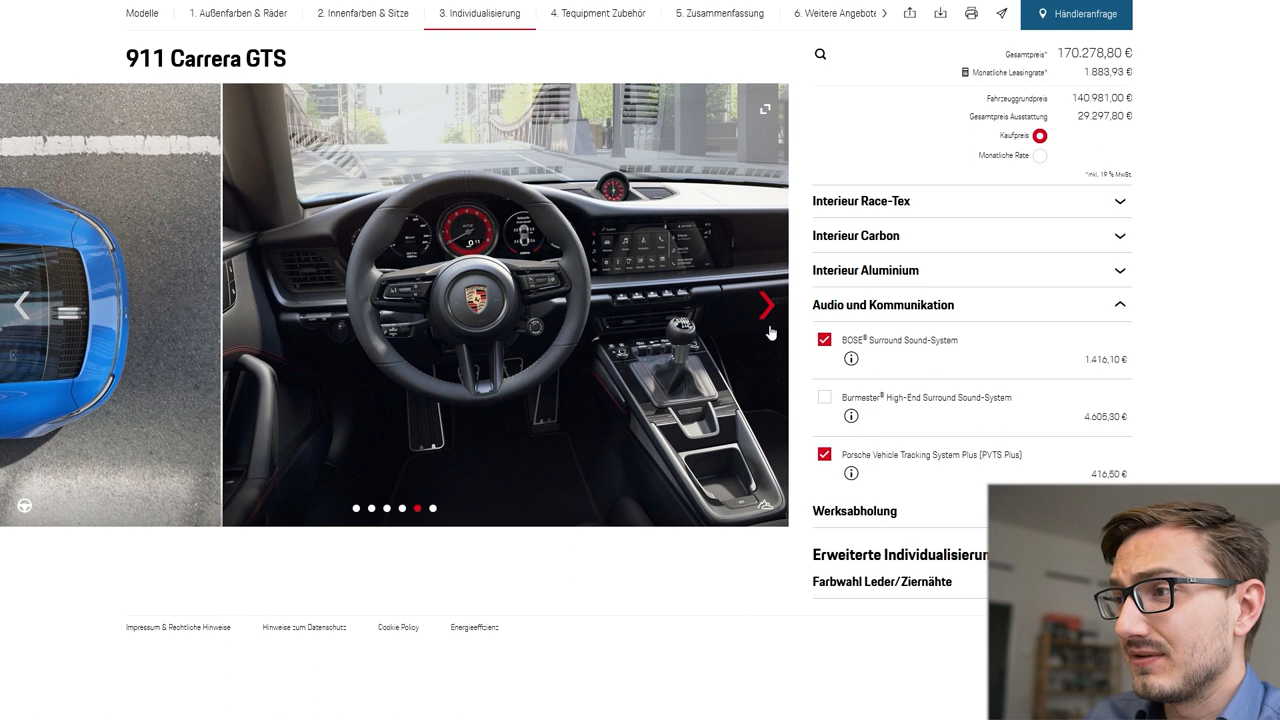 Modelle
1. Außenfarben & Räder
2. Innenfarben & Sitze
3. Individualisierung
4. Tequipment Zubehör
5. Zusammenfassung
6. Weitere Angebote
Händleranfrage
911 Carrera GTS
Gesamtpreis* 170.278,80 €
Monatliche Leasingrate* 1.883,93 €
Fahrzeuggrundpreis 140.981,00 €
Gesamtpreis Ausstattung 29.297,80 €
Kaufpreis
Monatliche Rate
*inkl. 19 % MwSt.
Interieur Race-Tex
Interieur Carbon
Interieur Aluminium
Audio und Kommunikation
BOSE® Surround Sound-System
1.416,10 €
Burmester® High-End Surround Sound-System
4.605,30 €
Porsche Vehicle Tracking System Plus (PVTS Plus)
416,50 €
Werksabholung
Erweiterte Individualisierun
Farbwahl Leder/Ziernähte
Impressum & Rechtliche Hinweise
Hinweise zum Datenschutz
Cookie Policy
Energieeffizienz